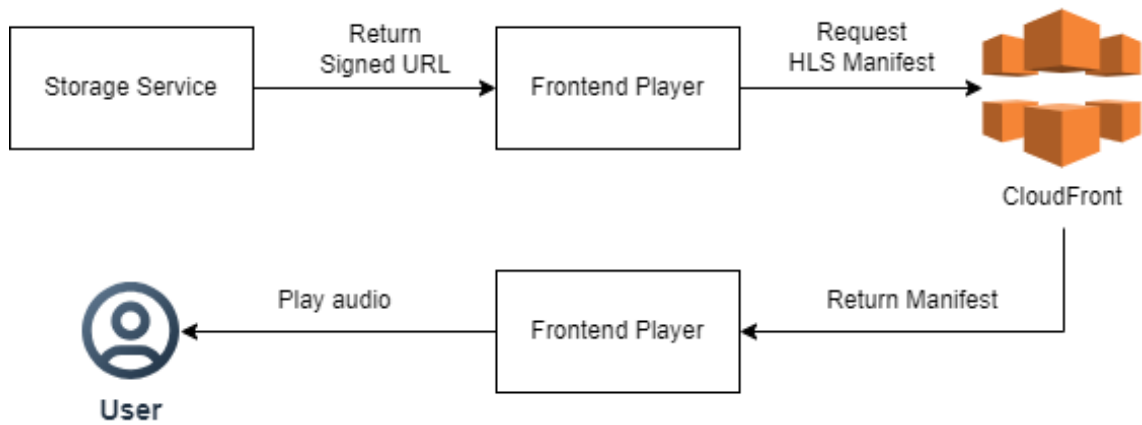 Storage Service
Return
Signed URL
Frontend Player
Request
HLS Manifest
CloudFront
Return Manifest
Frontend Player
Play audio
User